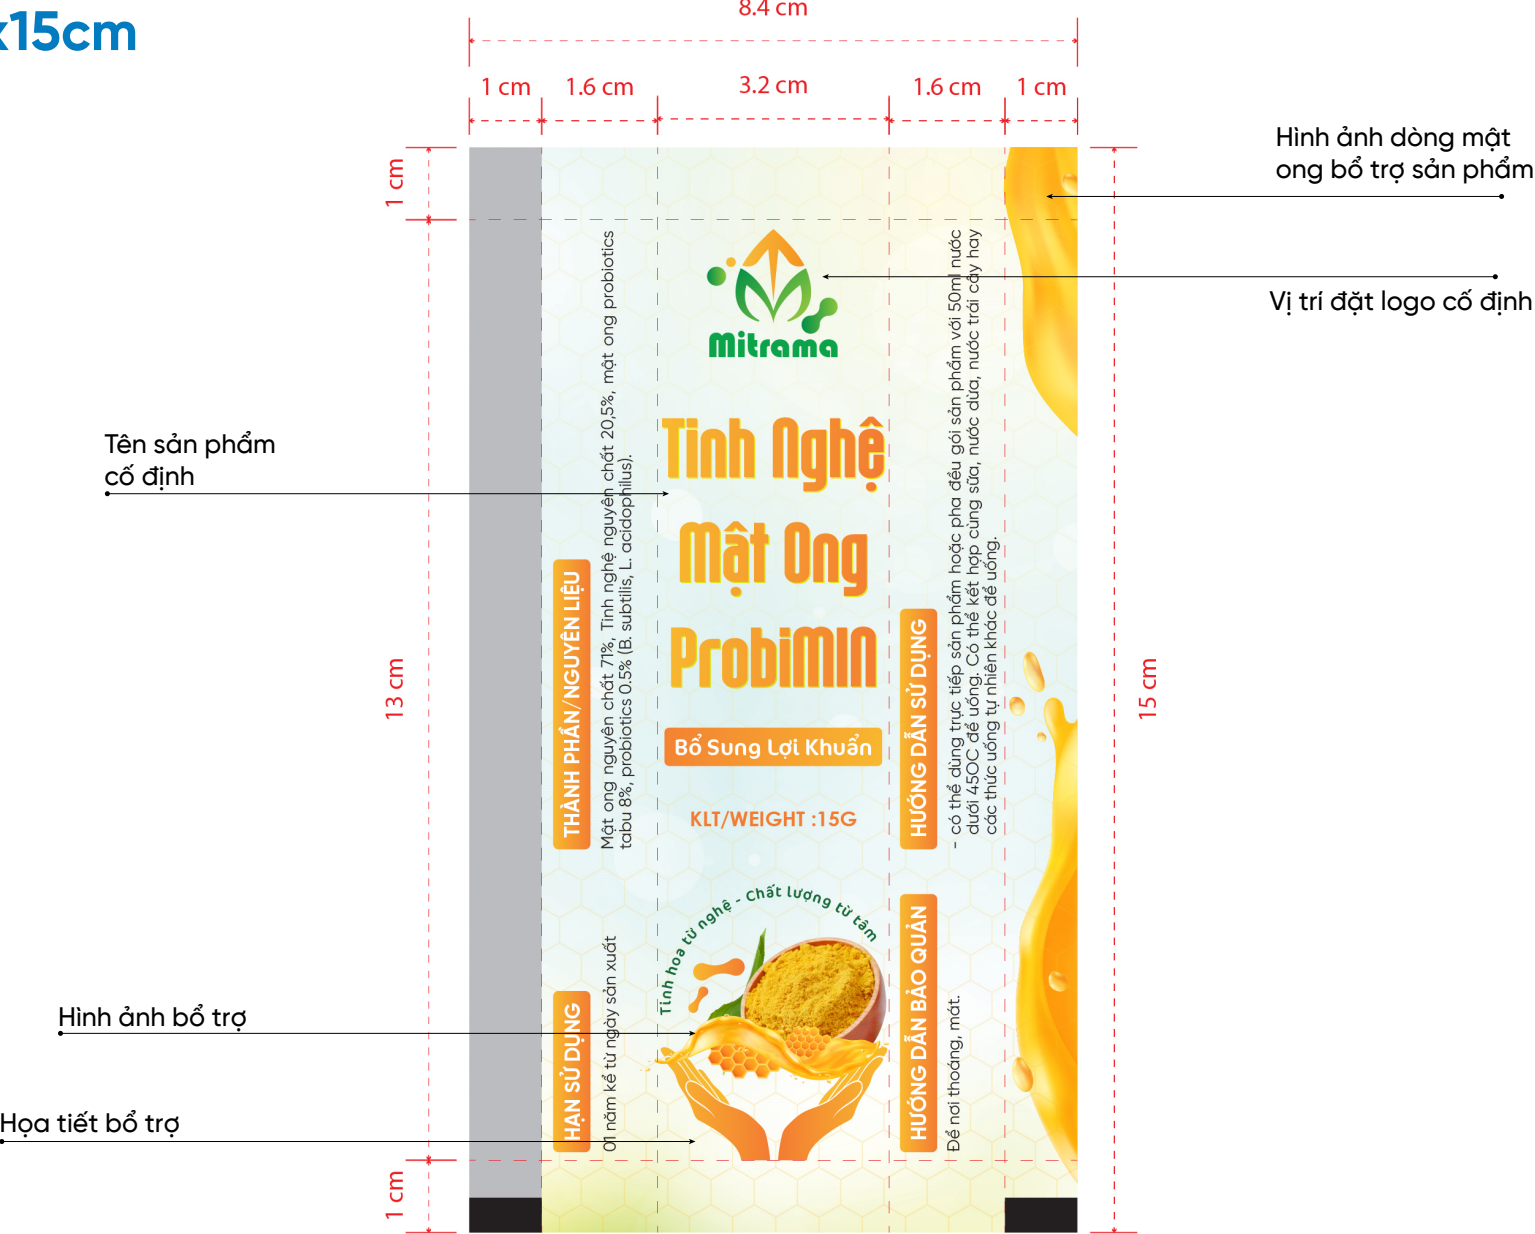 x15cm
8.4 cm
1 cm
1.6 cm
3.2 cm
1.6 cm
1 cm
1 cm
13 cm
1 cm
15 cm
Hình ảnh dòng mật
ong bổ trợ sản phẩm
Vị trí đặt logo cố định
Tên sản phẩm
cố định
Hình ảnh bổ trợ
Họa tiết bổ trợ
Mitrama
Tinh Nghệ
Mật Ong
ProbiMIN
Bổ Sung Lợi Khuẩn
KLT/WEIGHT :15G
Tinh hoa từ nghệ - Chất lượng từ tâm
THÀNH PHẦN/NGUYÊN LIỆU
Mật ong nguyên chất 71%, Tinh nghệ nguyên chất 20,5%, mật ong probiotics
tabu 8%, probiotics 0.5% (B. subtilis, L. acidophilus).
HẠN SỬ DỤNG
01 năm kể từ ngày sản xuất
HƯỚNG DẪN SỬ DỤNG
- có thể dùng trực tiếp sản phẩm hoặc pha đều gói sản phẩm với 50ml nước
dưới 45OC để uống. Có thể kết hợp cùng sữa, nước dừa, nước trái cây hay
các thức uống tự nhiên khác để uống.
HƯỚNG DẪN BẢO QUẢN
Để nơi thoáng, mát.